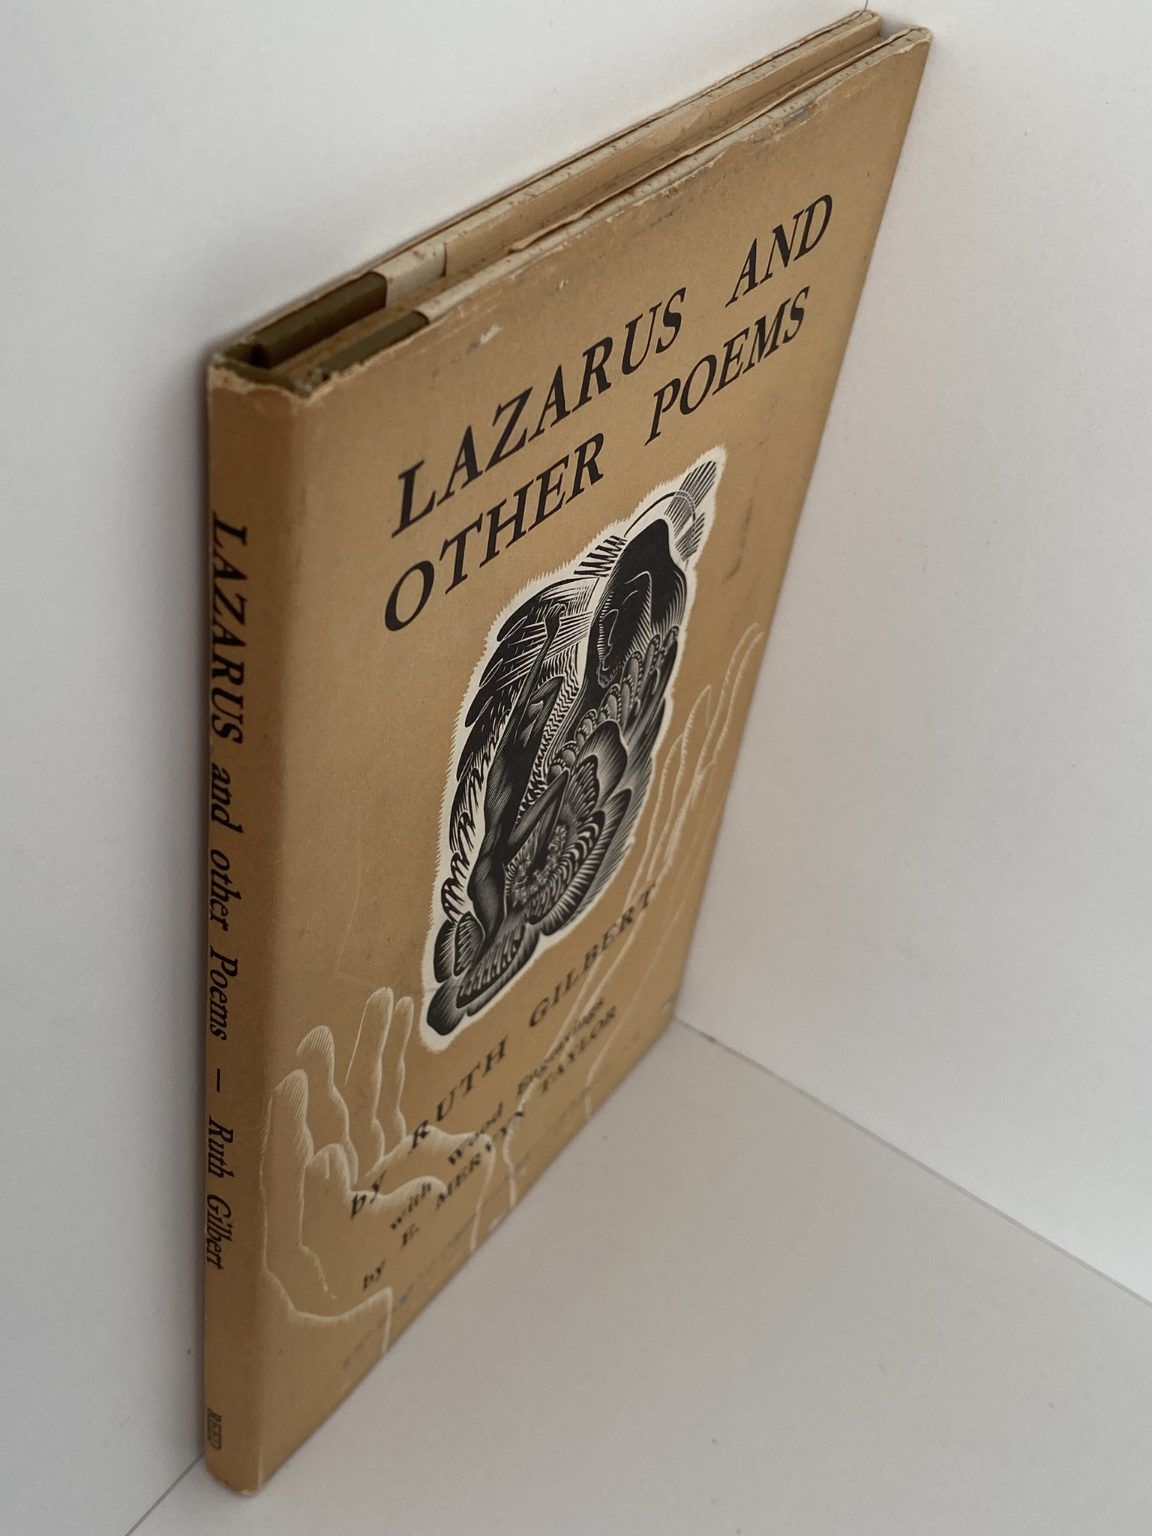 LAZARUS AND
OTHER POEMS
by RUTH GILBERT
with Wood Engravings
by E. MERVYN TAYLOR
LAZARUS and other Poems — Ruth Gilbert
REED